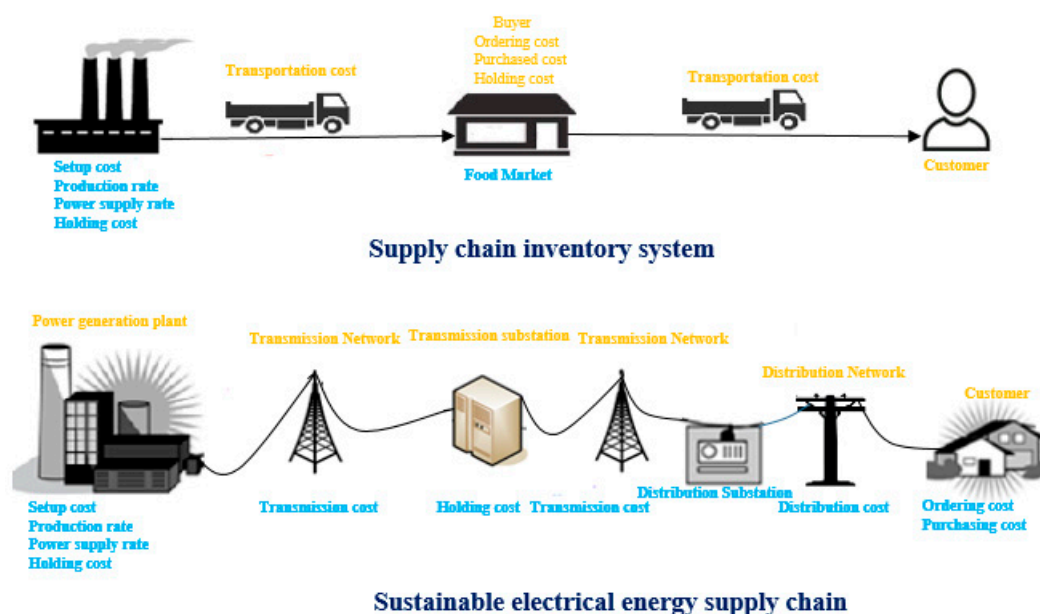 Buyer
Ordering cost
Purchased cost
Holding cost
Transportation cost
Transportation cost
Setup cost
Production rate
Power supply rate
Holding cost
Food Market
Customer
Supply chain inventory system
Power generation plant
Transmission Network
Transmission substation
Transmission Network
Distribution Network
Customer
Setup cost
Production rate
Power supply rate
Holding cost
Transmission cost
Holding cost
Transmission cost
Distribution Substation
Distribution cost
Ordering cost
Purchasing cost
Sustainable electrical energy supply chain